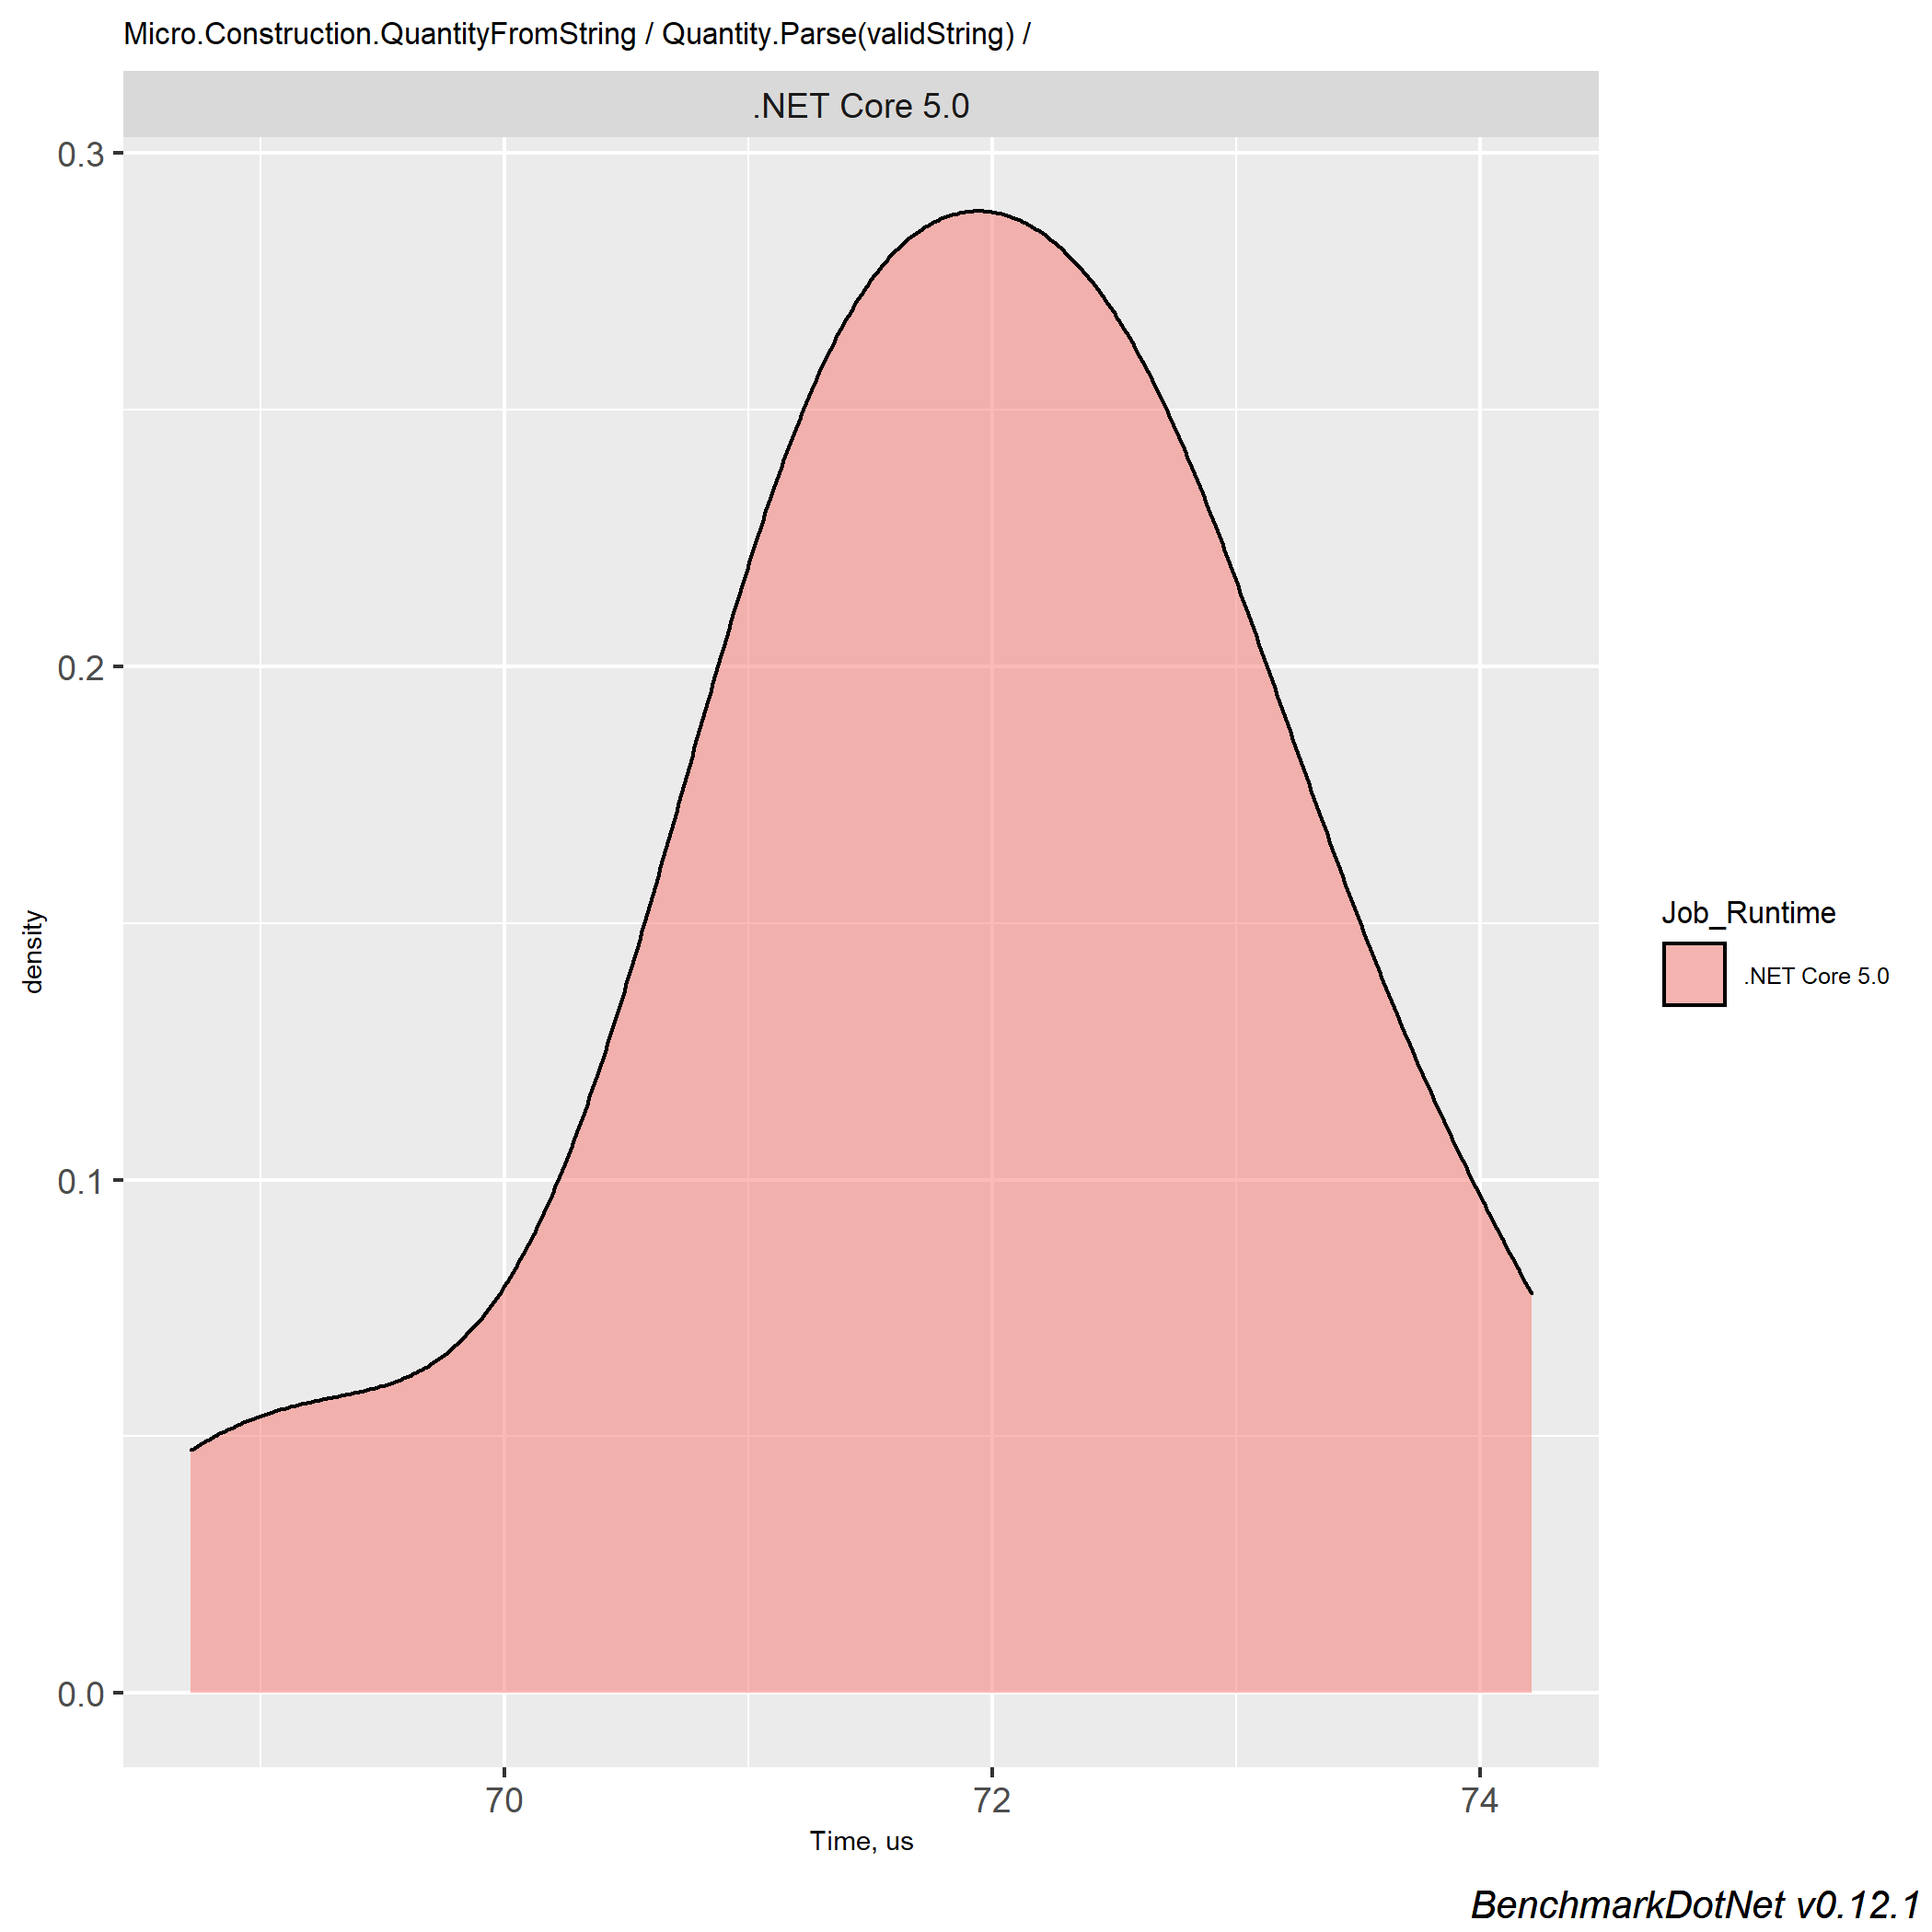 Micro.Construction.QuantityFromString / Quantity.Parse(validString) /
.NET Core 5.0
0.3
0.2
0.1
0.0
density
70 72 74
Time, us
Job_Runtime
.NET Core 5.0
BenchmarkDotNet v0.12.1